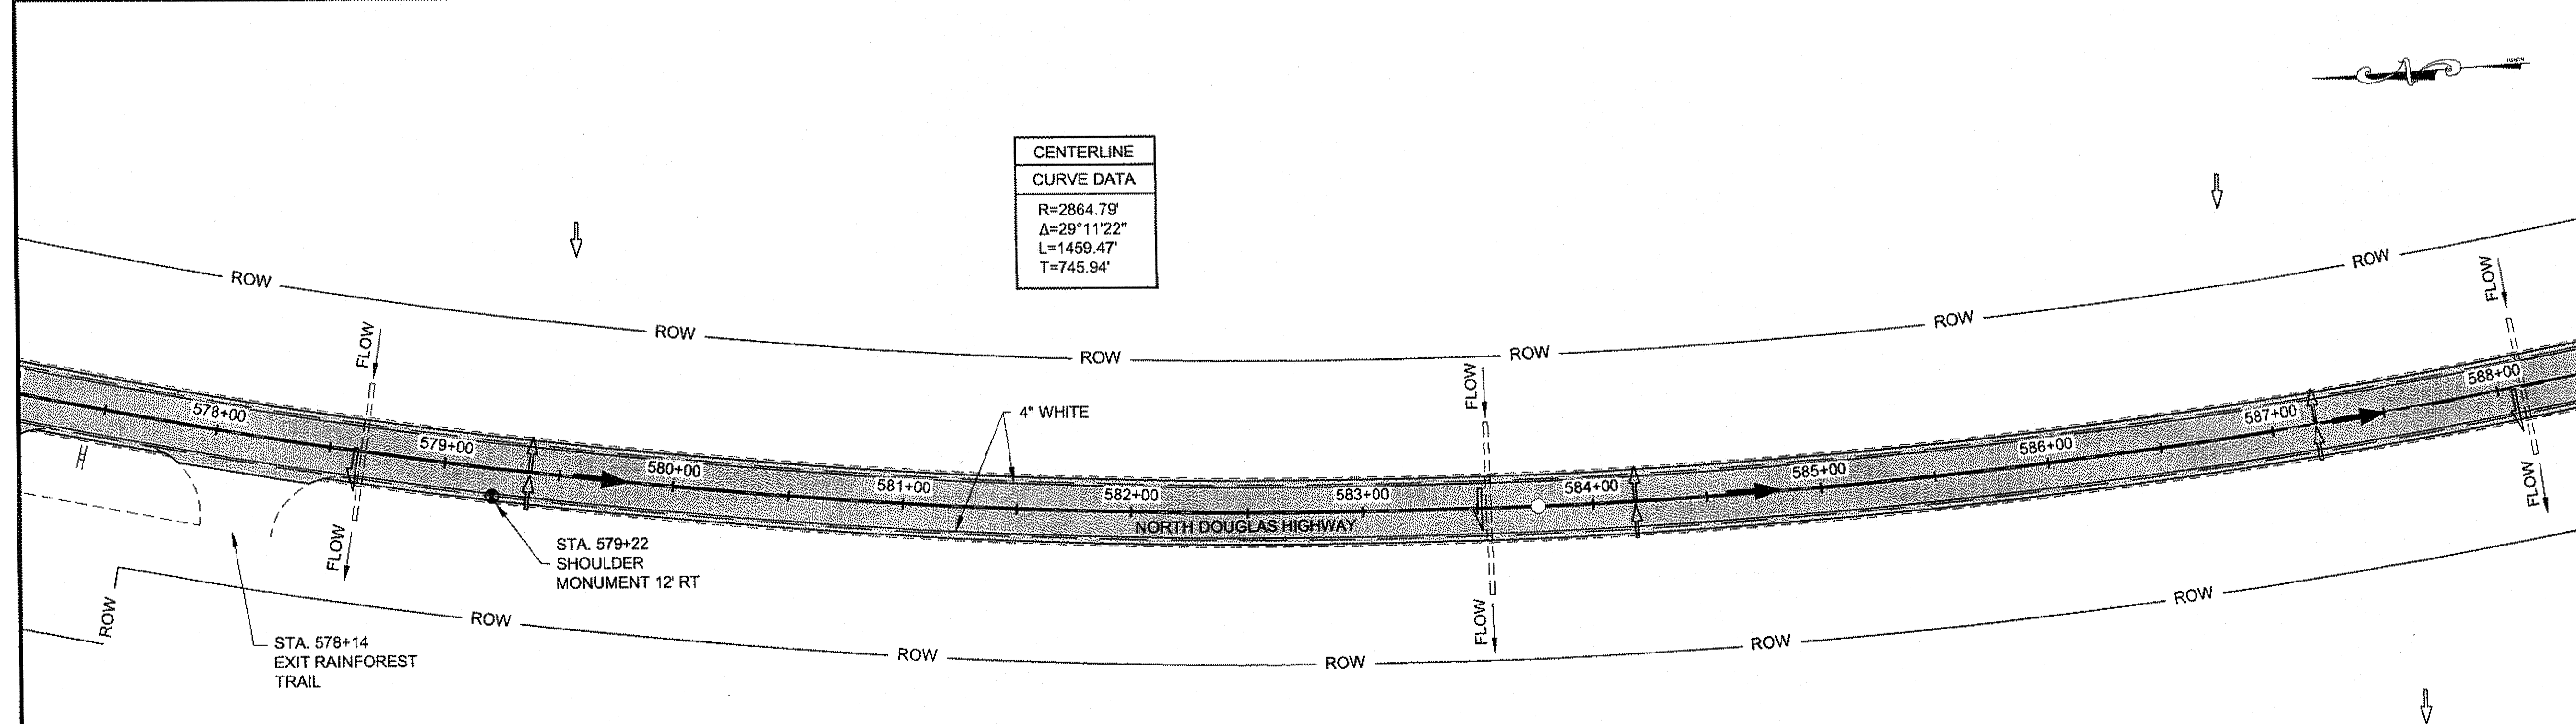 CENTERLINE
CURVE DATA
R=2864.79'
Δ=29°11'22"
L=1459.47'
T=745.94'
ROW
ROW
ROW
ROW
ROW
ROW
FLOW
FLOW
FLOW
578+00
579+00
580+00
581+00
582+00
583+00
584+00
585+00
586+00
587+00
588+00
4" WHITE
NORTH DOUGLAS HIGHWAY
FLOW
FLOW
FLOW
STA. 579+22
SHOULDER
MONUMENT 12' RT
STA. 578+14
EXIT RAINFOREST
TRAIL
ROW
ROW
ROW
ROW
ROW
ROW